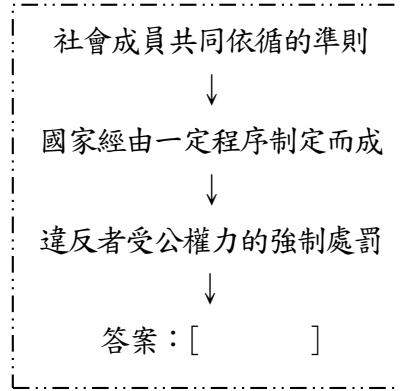 社會成員共同依循的準則
↓
國家經由一定程序制定而成
↓
違反者受公權力的強制處罰
↓
答案：[　　　　]